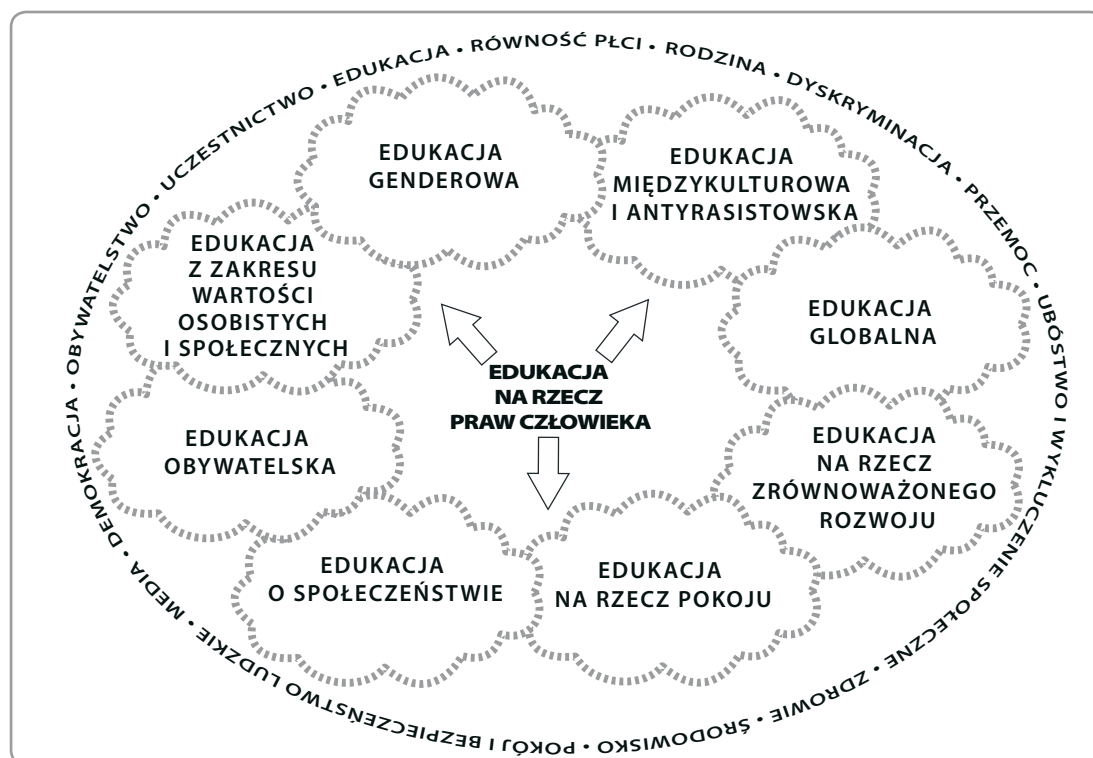 DEMOKRACJA • OBYWATELSTWO • UCZESTNICTWO • EDUKACJA • RÓWNOŚĆ PŁCI • RODZINA • DYSKRYMINACJA • PRZEMOC • UBÓSTWO I WYKLUCZENIE SPOŁECZNE • ZDROWIE • ŚRODOWISKO • POKÓJ I BEZPIECZEŃSTWO LUDZKIE • MEDIA •
EDUKACJA
GENDEROWA
EDUKACJA
MIĘDZYKULTUROWA
I ANTYRASISTOWSKA
EDUKACJA
Z ZAKRESU
WARTOŚCI
OSOBISTYCH
I SPOŁECZNYCH
EDUKACJA
GLOBALNA
EDUKACJA
NA RZECZ
PRAW CZŁOWIEKA
EDUKACJA
OBYWATELSKA
EDUKACJA
NA RZECZ
ZRÓWNOWAŻONEGO
ROZWOJU
EDUKACJA
O SPOŁECZEŃSTWIE
EDUKACJA
NA RZECZ POKOJU